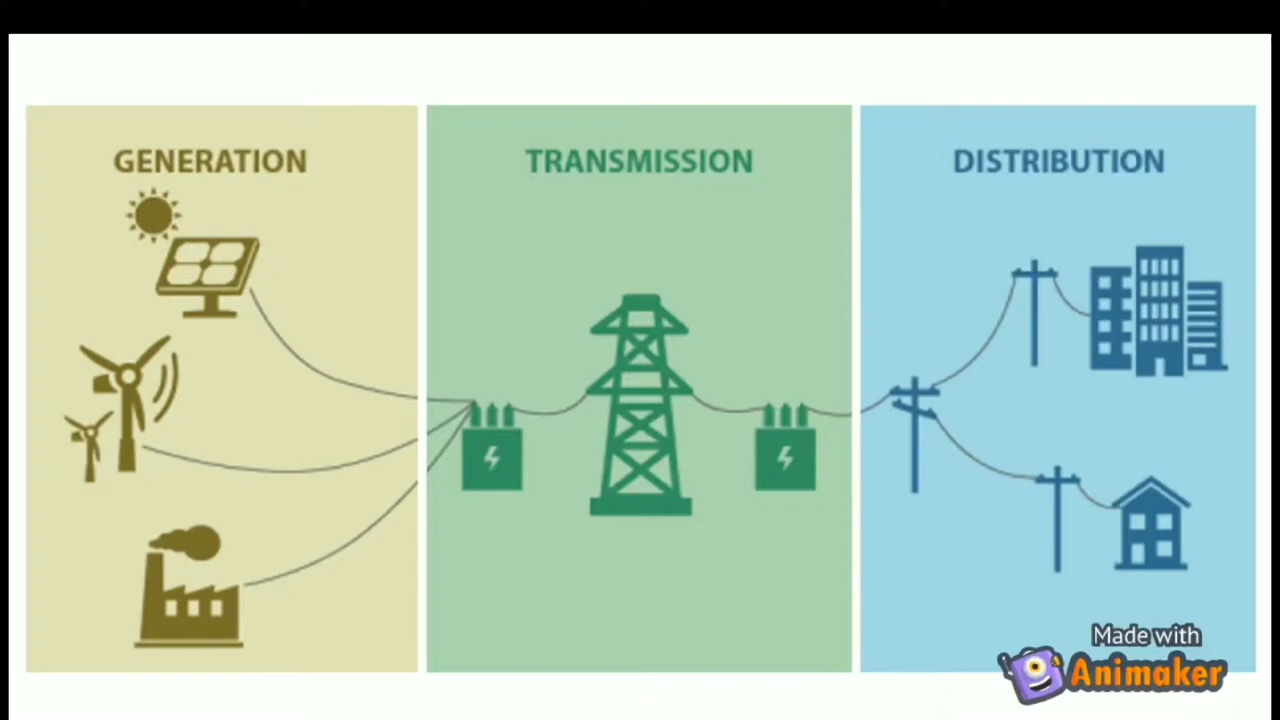 GENERATION
TRANSMISSION
DISTRIBUTION
Made with
Animaker